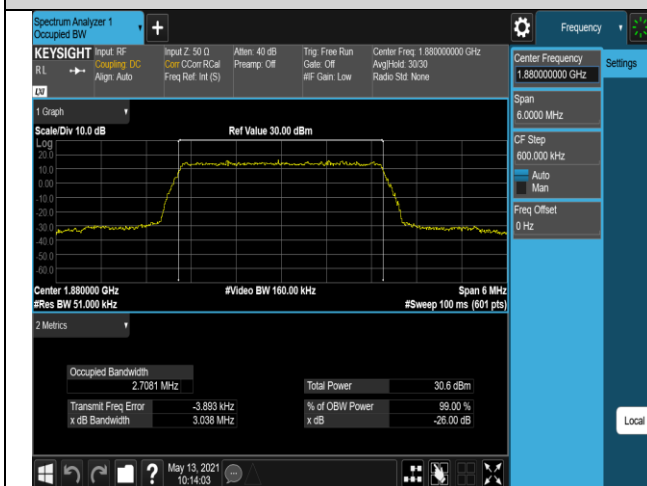 Spectrum Analyzer 1
Occupied BW
Frequency
KEYSIGHT
RL
LXI
Input: RF
Coupling: DC
Align: Auto
Input Z: 50 Ω
Corr CCorr RCal
Freq Ref: Int (S)
Atten: 40 dB
Preamp: Off
Trig: Free Run
Gate: Off
#IF Gain: Low
Center Freq: 1.880000000 GHz
Avg|Hold: 30/30
Radio Std: None
Center Frequency
1.880000000 GHz
Settings
Span
6.0000 MHz
CF Step
600.000 kHz
Auto
Man
Freq Offset
0 Hz
1 Graph
Scale/Div 10.0 dB
Ref Value 30.00 dBm
Log
20.0
10.0
0.00
-10.0
-20.0
-30.0
-40.0
-50.0
-60.0
Center 1.880000 GHz
#Video BW 160.00 kHz
Span 6 MHz
#Res BW 51.000 kHz
#Sweep 100 ms (601 pts)
2 Metrics
Occupied Bandwidth
2.7081 MHz
Total Power 30.6 dBm
Transmit Freq Error -3.893 kHz
% of OBW Power 99.00 %
x dB Bandwidth 3.038 MHz
x dB -26.00 dB
Local
?
May 13, 2021
10:14:03